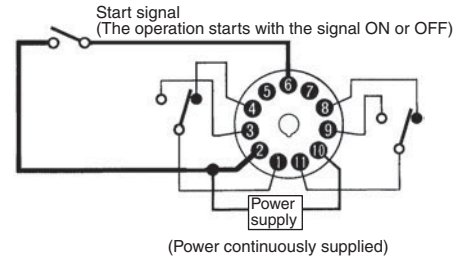 Start signal
(The operation starts with the signal ON or OFF)
6
5 7
4 8
3 9
2 10
1 11
Power
supply
(Power continuously supplied)